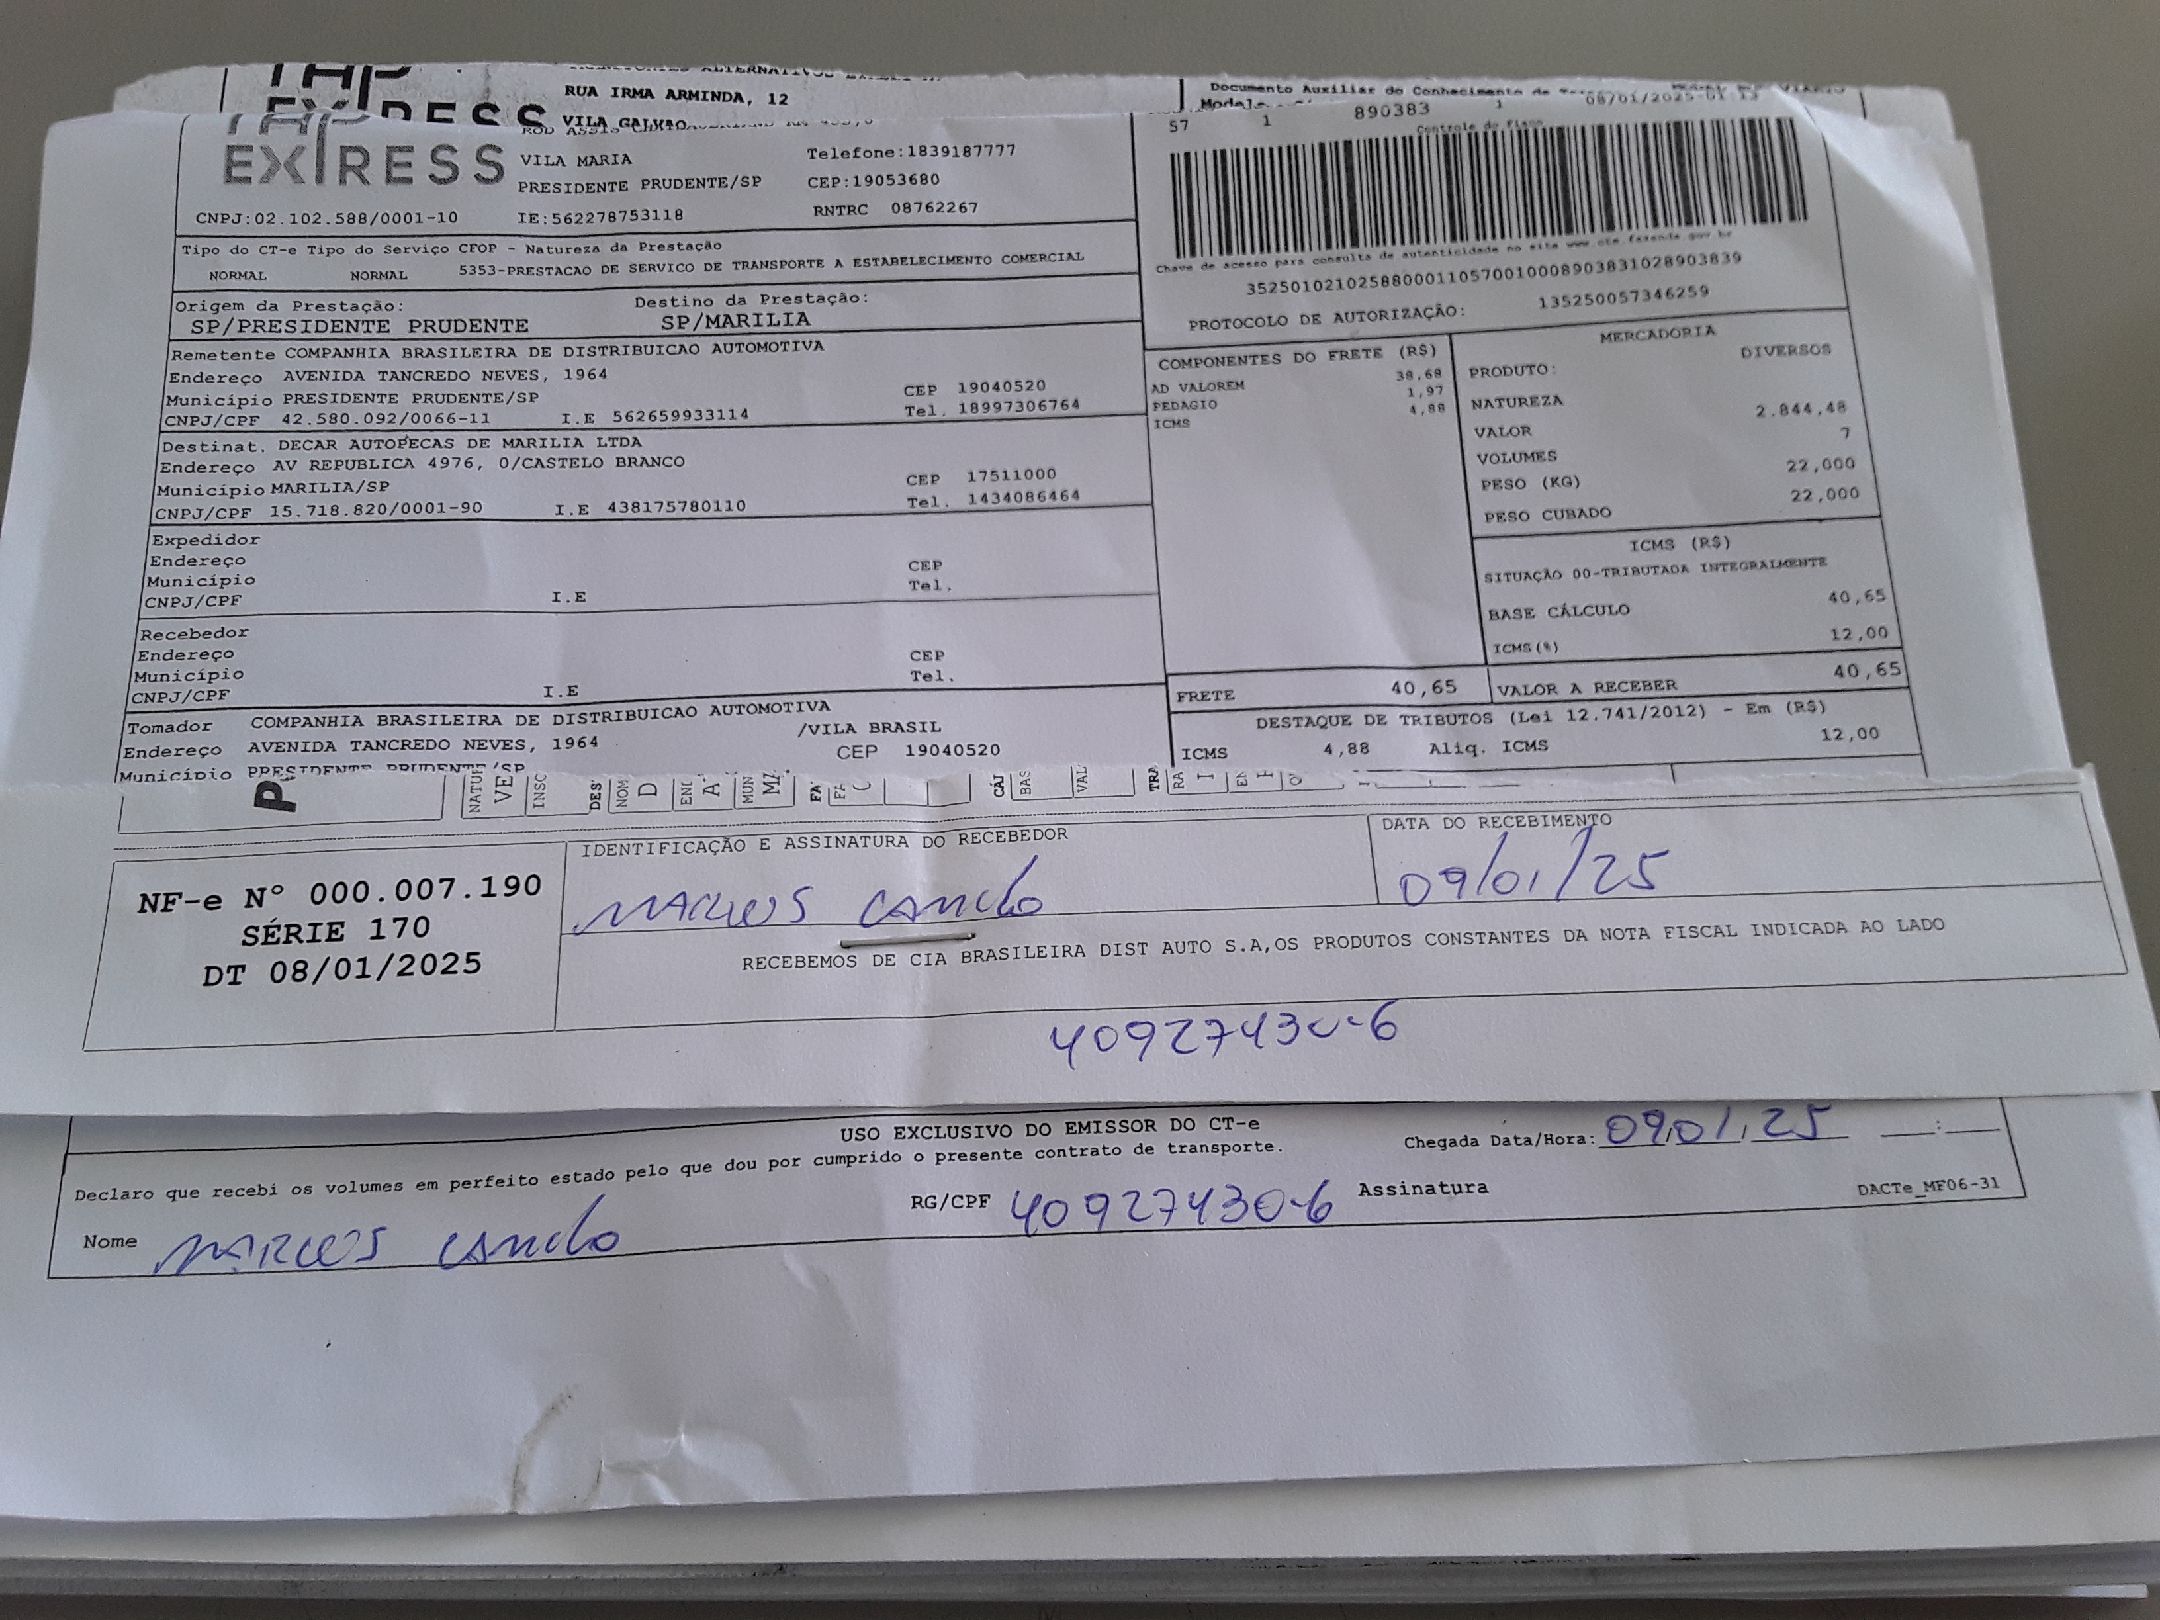 RUA IRMA ARMINDA, 12
VILA GALVAO
EXPRESS
VILA MARIA
Telefone:1839187777
PRESIDENTE PRUDENTE/SP
CEP:19053680
CNPJ:02.102.588/0001-10
IE:562278753118
RNTRC 08762267
Tipo do CT-e Tipo do Serviço CFOP - Natureza da Prestação
NORMAL NORMAL 5353-PRESTACAO DE SERVICO DE TRANSPORTE A ESTABELECIMENTO COMERCIAL
Origem da Prestação: Destino da Prestação:
SP/PRESIDENTE PRUDENTE SP/MARILIA
Remetente COMPANHIA BRASILEIRA DE DISTRIBUICAO AUTOMOTIVA
Endereço AVENIDA TANCREDO NEVES, 1964
Município PRESIDENTE PRUDENTE/SP CEP 19040520
CNPJ/CPF 42.580.092/0066-11 I.E 562659933114 Tel. 18997306764
Destinat. DECAR AUTOPECAS DE MARILIA LTDA
Endereço AV REPUBLICA 4976, 0/CASTELO BRANCO
Município MARILIA/SP CEP 17511000
CNPJ/CPF 15.718.820/0001-90 I.E 438175780110 Tel. 1434086464
Expedidor
Endereço
Município CEP
CNPJ/CPF I.E Tel.
Recebedor
Endereço
Município CEP
CNPJ/CPF I.E Tel.
Tomador COMPANHIA BRASILEIRA DE DISTRIBUICAO AUTOMOTIVA
Endereço AVENIDA TANCREDO NEVES, 1964 /VILA BRASIL
Município PRESIDENTE PRUDENTE/SP CEP 19040520
Documento Auxiliar do Conhecimento de
57 1 890383 1 08/01/2025
Controle do Fisco
Chave de acesso para consulta de autenticidade no site www.cte.fazenda.gov.br
35250102102588000110570010008903831028903839
PROTOCOLO DE AUTORIZAÇÃO: 135250057346259
COMPONENTES DO FRETE (R$)
AD VALOREM 38,68
PEDAGIO 1,97
ICMS 4,88
MERCADORIA
PRODUTO: DIVERSOS
NATUREZA
VALOR 2.844,48
VOLUMES 7
PESO (KG) 22,000
PESO CUBADO 22,000
ICMS (R$)
SITUAÇÃO 00-TRIBUTADA INTEGRALMENTE
BASE CÁLCULO 40,65
ICMS(%) 12,00
FRETE 40,65 VALOR A RECEBER 40,65
DESTAQUE DE TRIBUTOS (Lei 12.741/2012) - Em (R$)
ICMS 4,88 Aliq. ICMS 12,00
NF-e Nº 000.007.190
SÉRIE 170
DT 08/01/2025
IDENTIFICAÇÃO E ASSINATURA DO RECEBEDOR
MARCOS CAMILO
DATA DO RECEBIMENTO
09/01/25
RECEBEMOS DE CIA BRASILEIRA DIST AUTO S.A,OS PRODUTOS CONSTANTES DA NOTA FISCAL INDICADA AO LADO
40927430-6
USO EXCLUSIVO DO EMISSOR DO CT-e
Declaro que recebi os volumes em perfeito estado pelo que dou por cumprido o presente contrato de transporte.
Chegada Data/Hora: 09/01/25 __:__
Nome MARCOS CAMILO RG/CPF 40927430-6 Assinatura
DACTe_MF06-31